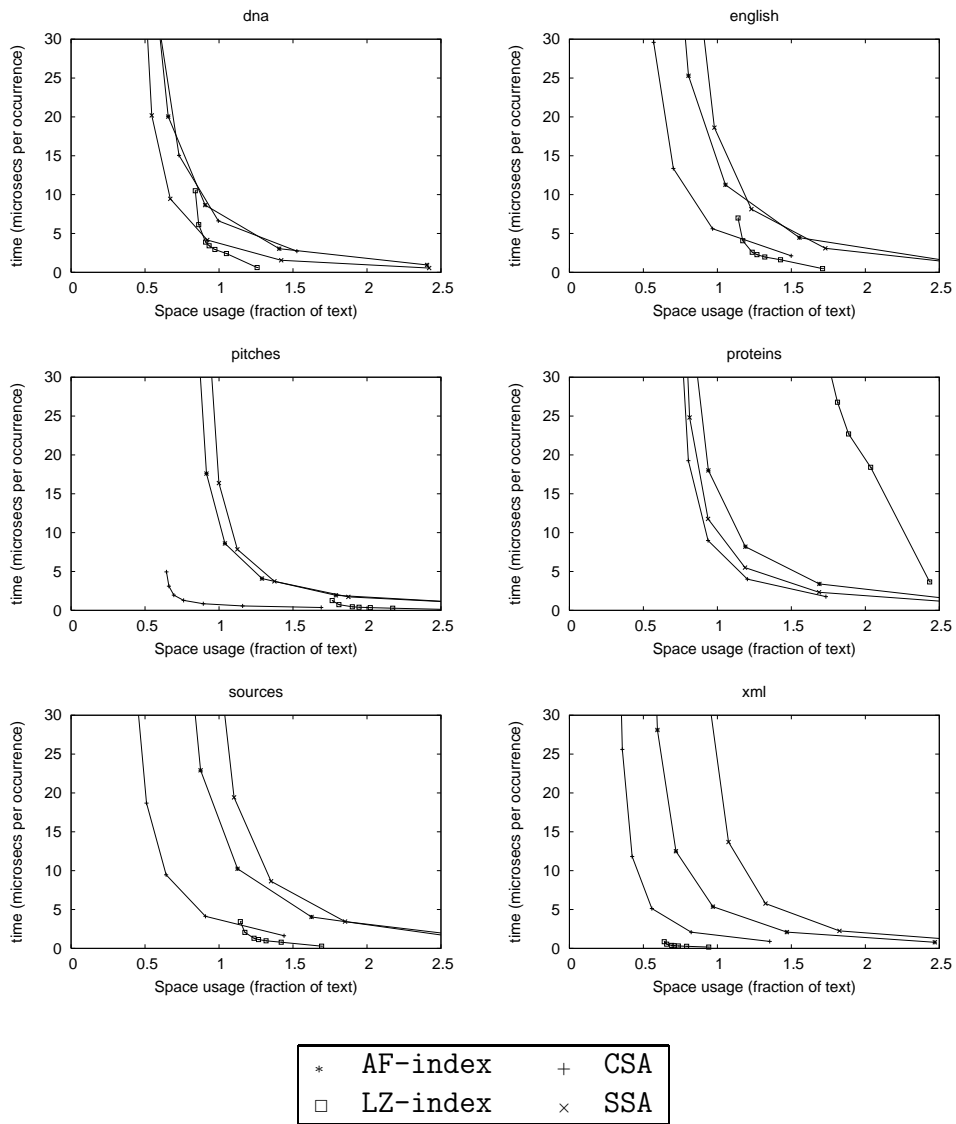 dna
time (microsecs per occurrence)
30
25
20
15
10
5
0
0 0.5 1 1.5 2 2.5
Space usage (fraction of text)
english
time (microsecs per occurrence)
30
25
20
15
10
5
0
0 0.5 1 1.5 2 2.5
Space usage (fraction of text)
pitches
time (microsecs per occurrence)
30
25
20
15
10
5
0
0 0.5 1 1.5 2 2.5
Space usage (fraction of text)
proteins
time (microsecs per occurrence)
30
25
20
15
10
5
0
0 0.5 1 1.5 2 2.5
Space usage (fraction of text)
sources
time (microsecs per occurrence)
30
25
20
15
10
5
0
0 0.5 1 1.5 2 2.5
Space usage (fraction of text)
xml
time (microsecs per occurrence)
30
25
20
15
10
5
0
0 0.5 1 1.5 2 2.5
Space usage (fraction of text)
AF-index CSA
LZ-index SSA